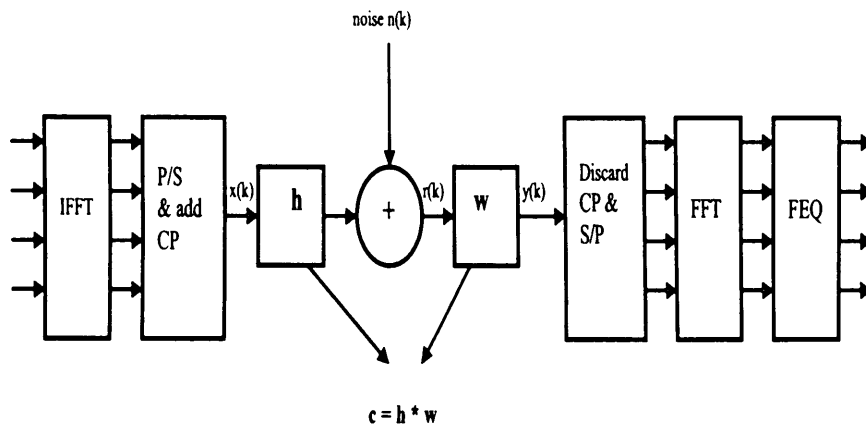 noise n(k)
IFFT
P/S
& add
CP
x(k)
h
+
r(k)
w
y(k)
Discard
CP &
S/P
FFT
FEQ
c = h * w